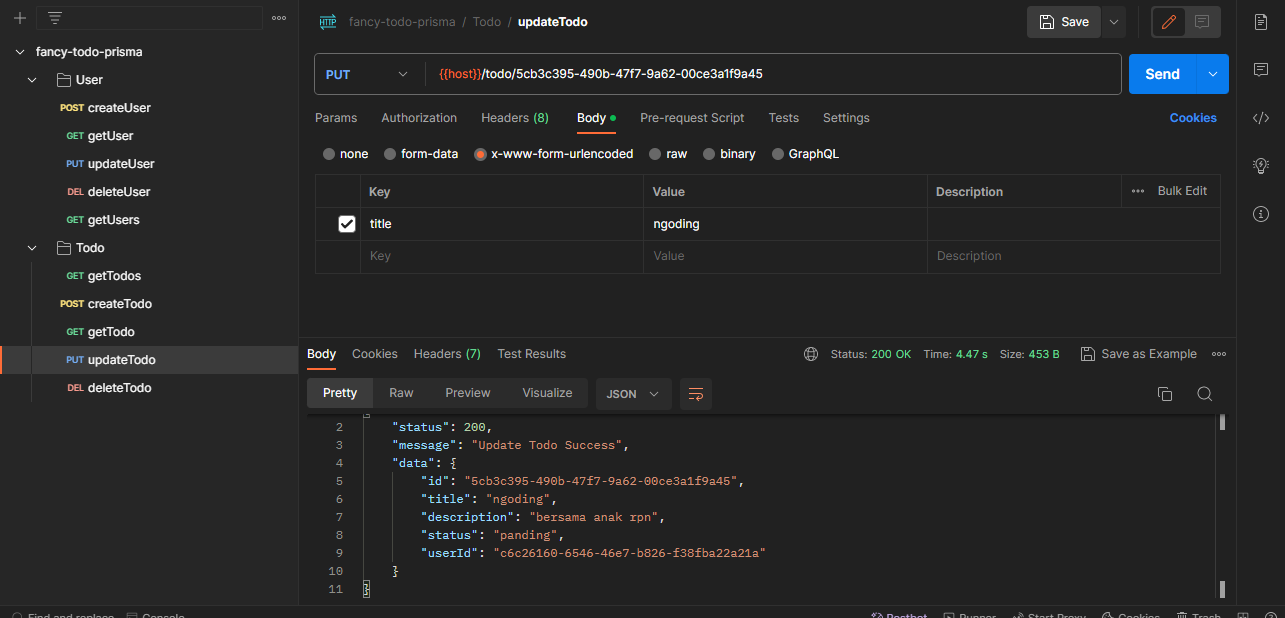 fancy-todo-prisma / Todo / updateTodo
Save
fancy-todo-prisma
User
POST createUser
GET getUser
PUT updateUser
DEL deleteUser
GET getUsers
Todo
GET getTodos
POST createTodo
GET getTodo
PUT updateTodo
DEL deleteTodo
PUT {{host}}/todo/5cb3c395-490b-47f7-9a62-00ce3a1f9a45 Send
Params Authorization Headers (8) Body Pre-request Script Tests Settings Cookies
none form-data x-www-form-urlencoded raw binary GraphQL
Key Value Description Bulk Edit
title ngoding
Key Value Description
Body Cookies Headers (7) Test Results Status: 200 OK Time: 4.47 s Size: 453 B Save as Example
Pretty Raw Preview Visualize JSON
2 "status": 200,
3 "message": "Update Todo Success",
4 "data": {
5 "id": "5cb3c395-490b-47f7-9a62-00ce3a1f9a45",
6 "title": "ngoding",
7 "description": "bersama anak rpn",
8 "status": "panding",
9 "userId": "c6c26160-6546-46e7-b826-f38fba22a21a"
10 }
11 }
Find and replace Console Postbot Runner Start Proxy Cookies Trash